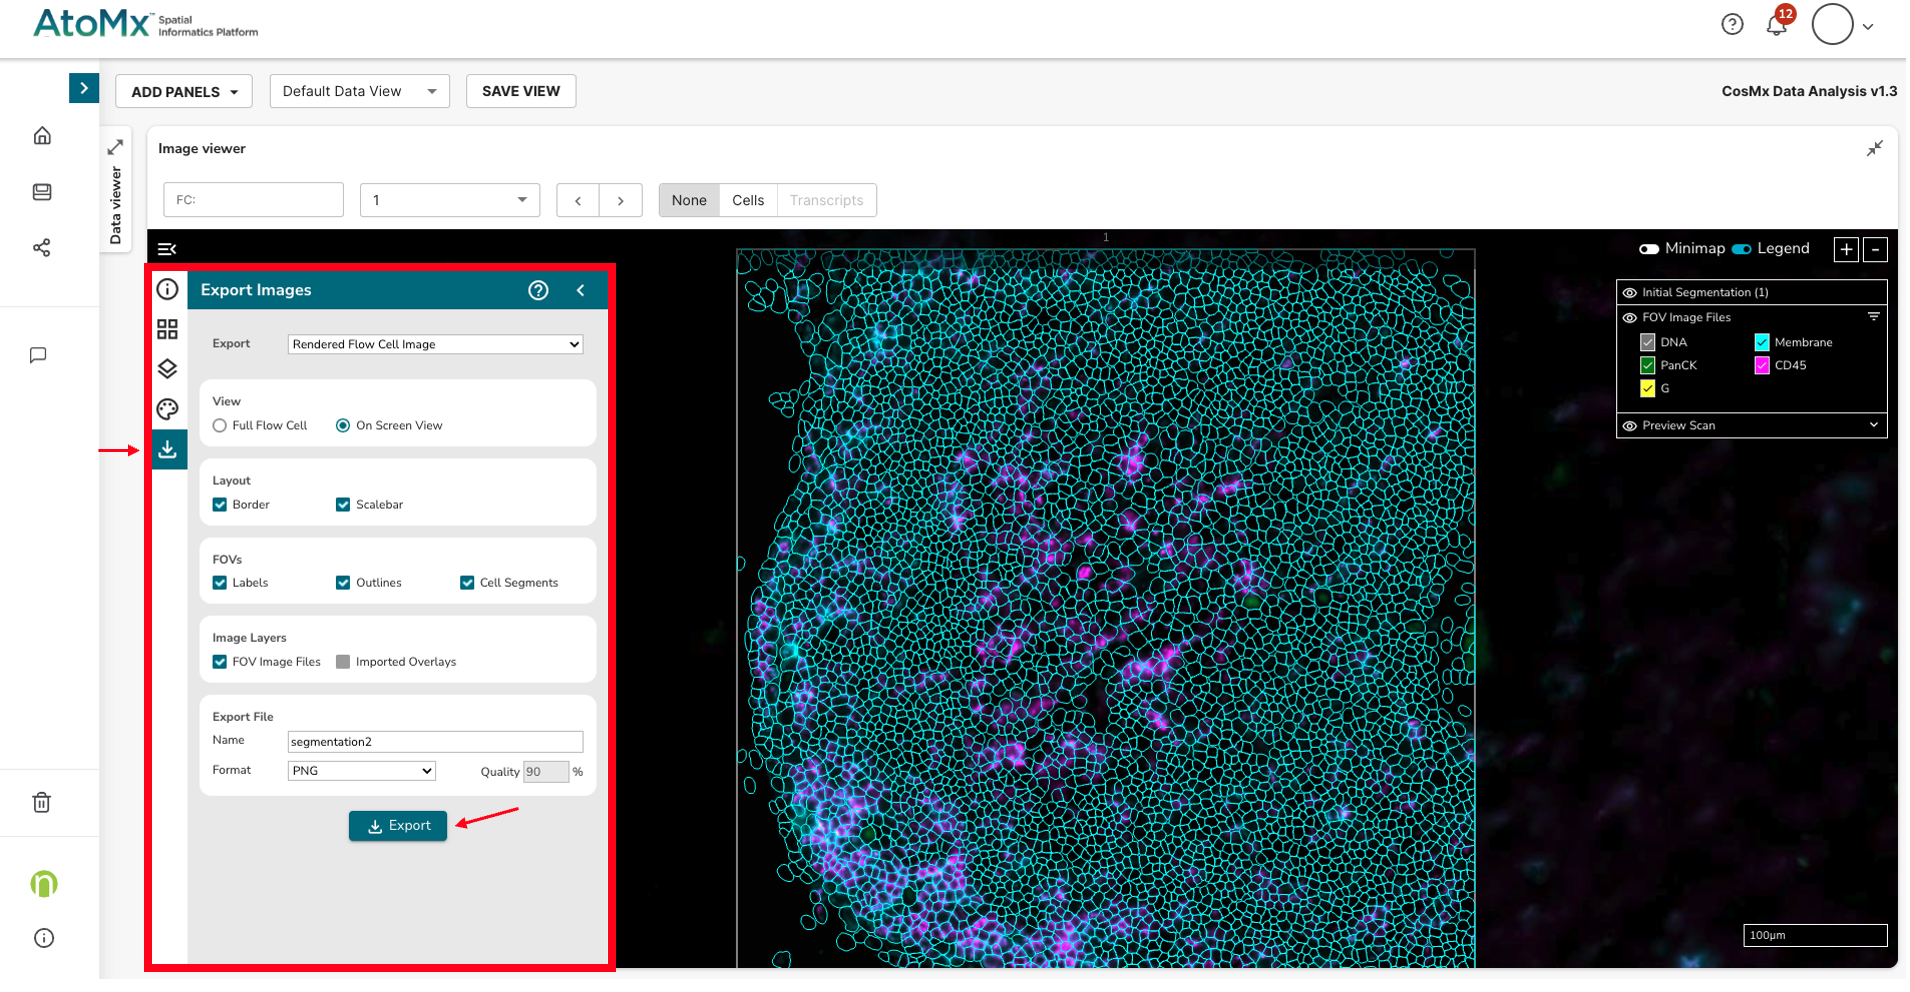 AtoMx™ Spatial
Informatics Platform
12
ADD PANELS
Default Data View
SAVE VIEW
CosMx Data Analysis v1.3
Data viewer
Image viewer
FC:
1
<
>
None
Cells
Transcripts
1
Minimap
Legend
+
-
Export Images
Initial Segmentation (1)
FOV Image Files
DNA
Membrane
PanCK
CD45
G
Preview Scan
Export
Rendered Flow Cell Image
View
Full Flow Cell
On Screen View
Layout
Border
Scalebar
FOVs
Labels
Outlines
Cell Segments
Image Layers
FOV Image Files
Imported Overlays
Export File
Name
segmentation2
Format
PNG
Quality
90
%
Export
100µm